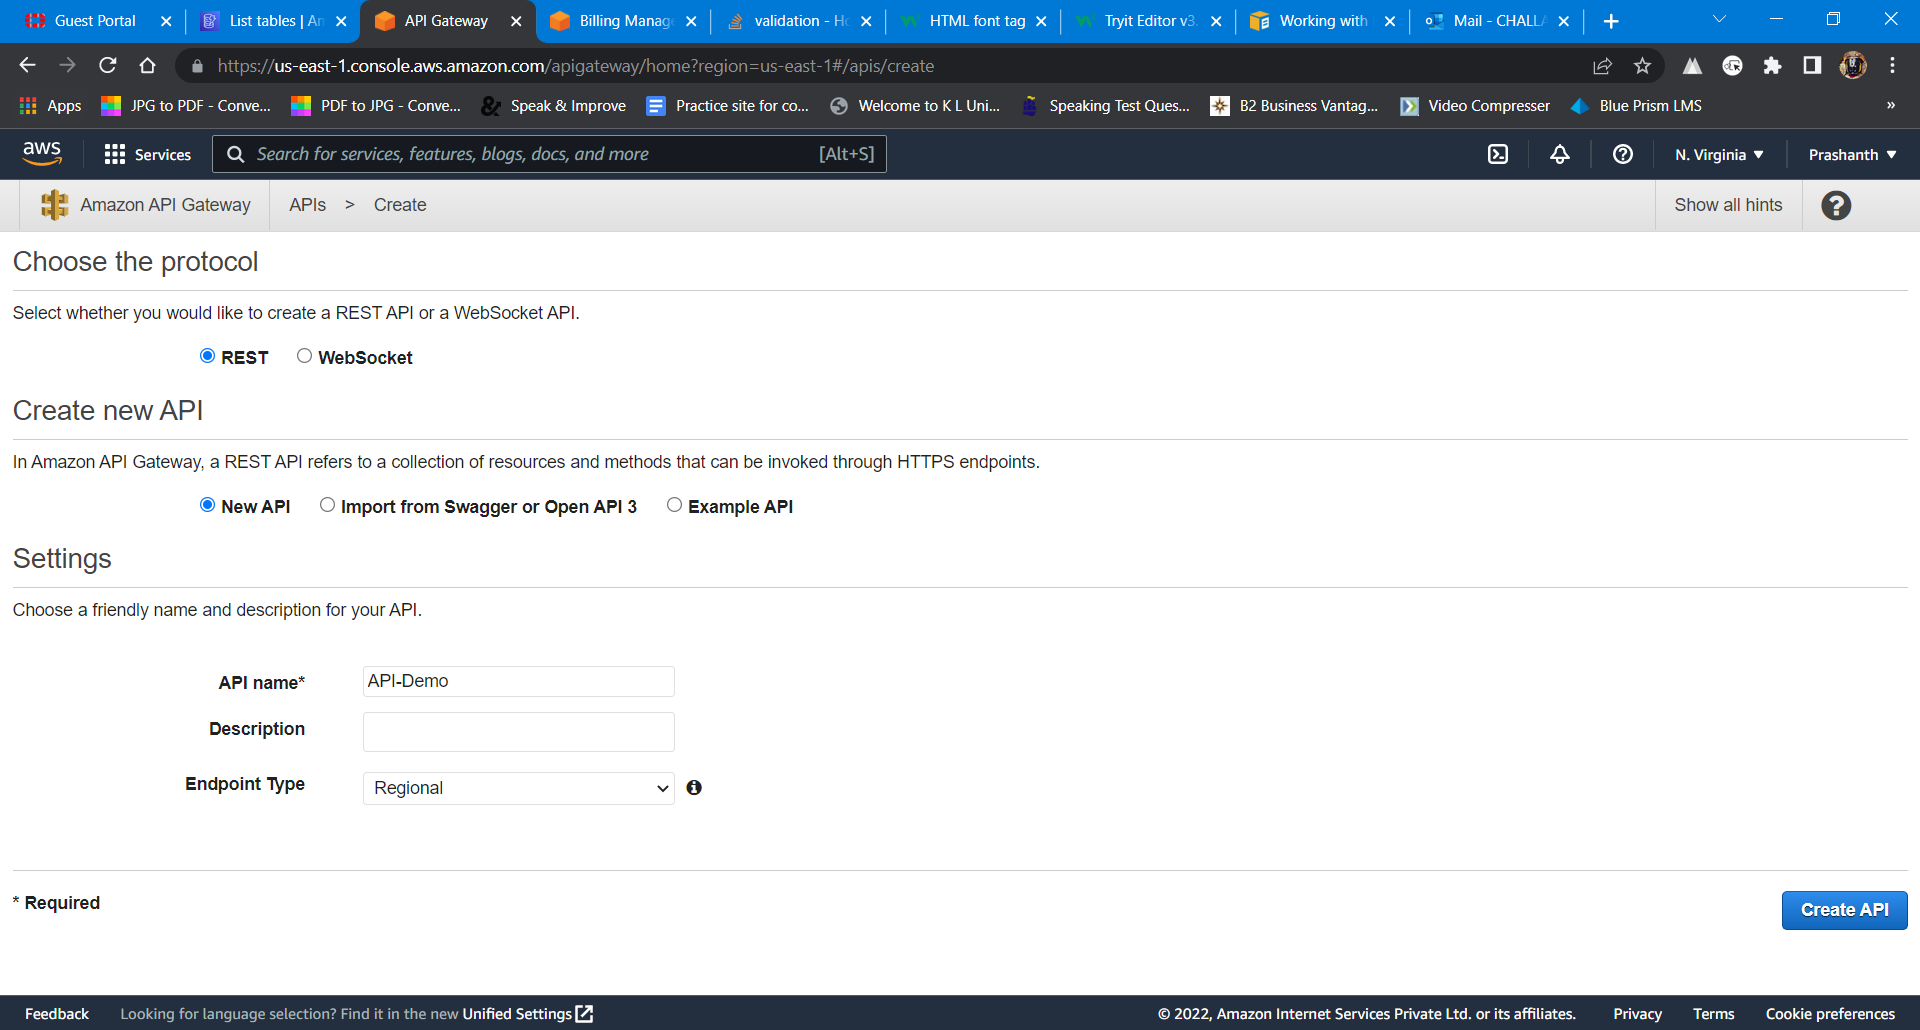 Guest Portal
List tables | Am
API Gateway
Billing Manage
validation - Ho
HTML font tag
Tryit Editor v3.
Working with
Mail - CHALLA
https://us-east-1.console.aws.amazon.com/apigateway/home?region=us-east-1#/apis/create
Apps
JPG to PDF - Conve...
PDF to JPG - Conve...
Speak & Improve
Practice site for co...
Welcome to K L Uni...
Speaking Test Ques...
B2 Business Vantag...
Video Compresser
Blue Prism LMS
»
aws
Services
Search for services, features, blogs, docs, and more
[Alt+S]
N. Virginia
Prashanth
Amazon API Gateway
APIs > Create
Show all hints
Choose the protocol
Select whether you would like to create a REST API or a WebSocket API.
REST
WebSocket
Create new API
In Amazon API Gateway, a REST API refers to a collection of resources and methods that can be invoked through HTTPS endpoints.
New API
Import from Swagger or Open API 3
Example API
Settings
Choose a friendly name and description for your API.
API name*
API-Demo
Description
Endpoint Type
Regional
* Required
Create API
Feedback
Looking for language selection? Find it in the new Unified Settings
© 2022, Amazon Internet Services Private Ltd. or its affiliates.
Privacy
Terms
Cookie preferences